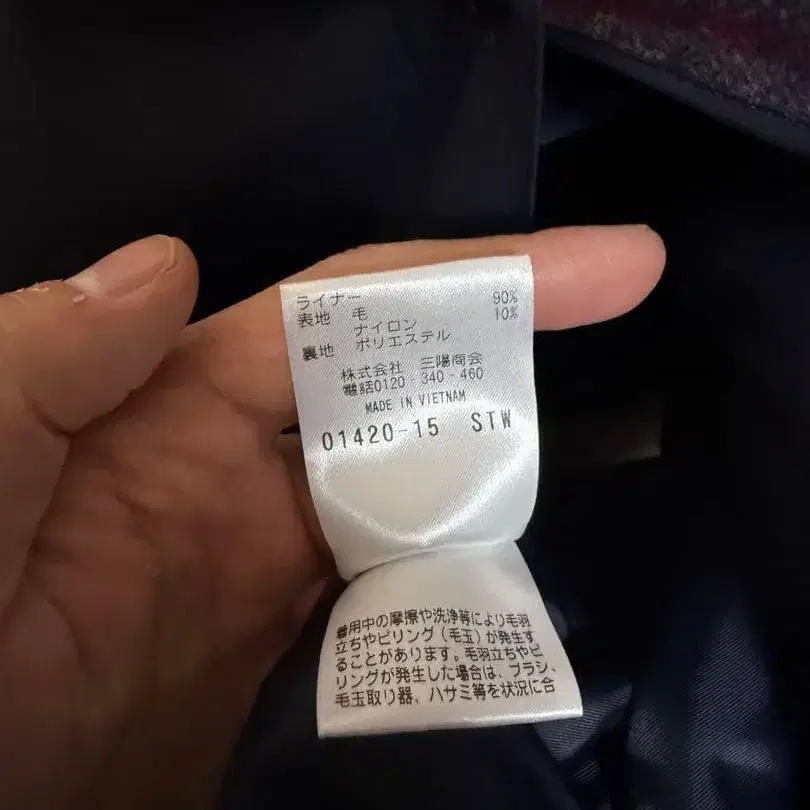 ライナー
表地 毛 90%
ナイロン 10%
裏地 ポリエステル
株式会社 三陽商会
電話0120-340-460
MADE IN VIETNAM
01420-15 STW
着用中の摩擦や洗浄等により毛羽
立ちやピリング(毛玉)が発生す
ることがあります。毛羽立ちやピ
リングが発生した場合は、ブラシ、
毛玉取り器、ハサミ等を状況に合